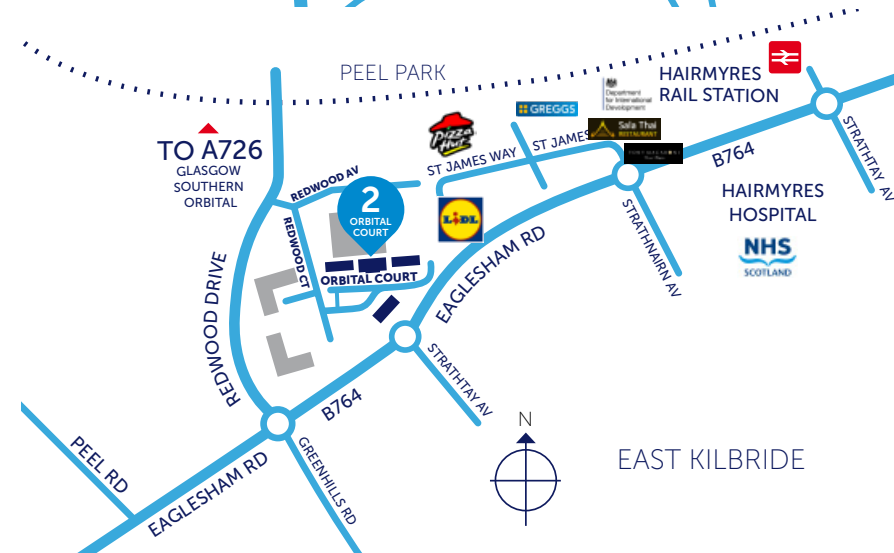 PEEL PARK
HAIRMYRES
RAIL STATION
Department
for International
Development
GREGGS
Pizza
Hut
Sala Thai
RESTAURANT
TO A726
GLASGOW
SOUTHERN
ORBITAL
REDWOOD AV
ST JAMES WAY
ST JAMES
B764
STRATHTAY AV
2
ORBITAL
COURT
LIDL
HAIRMYRES
HOSPITAL
NHS
SCOTLAND
REDWOOD CT
ORBITAL COURT
EAGLESHAM RD
STRATHNAIRN AV
REDWOOD DRIVE
STRATHTAY AV
B764
PEEL RD
EAGLESHAM RD
GREENHILLS RD
N
EAST KILBRIDE